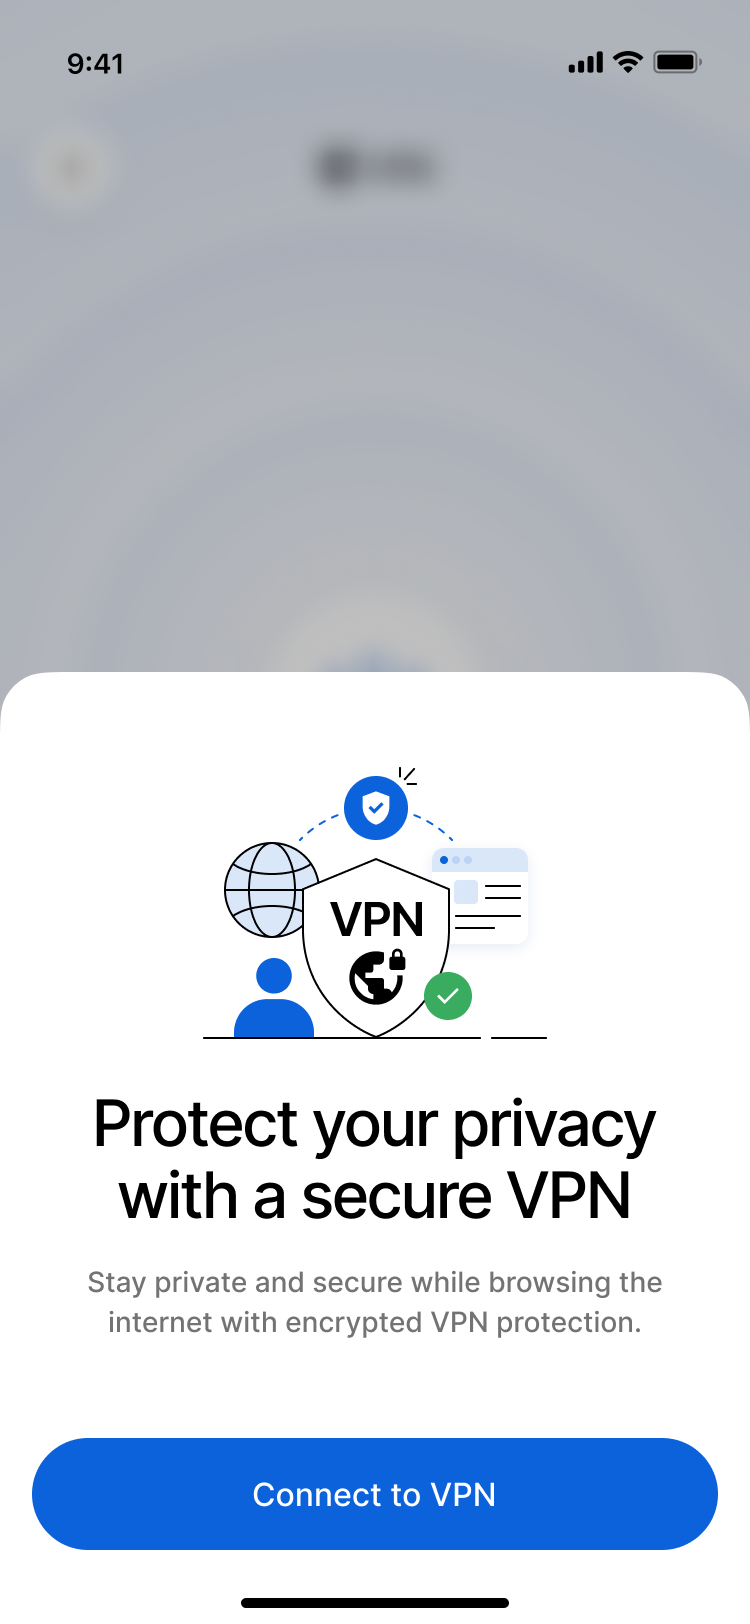 9:41
VPN
Protect your privacy
with a secure VPN
Stay private and secure while browsing the
internet with encrypted VPN protection.
Connect to VPN